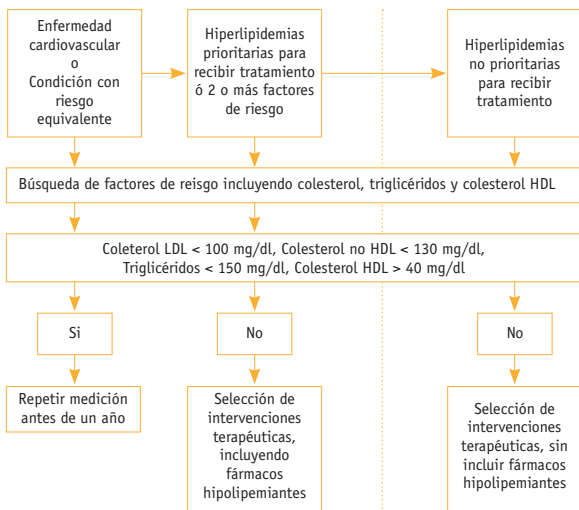 Enfermedad
cardiovascular
o
Condición con
riesgo
equivalente
Hiperlipidemias
prioritarias para
recibir tratamiento
ó 2 o más factores
de riesgo
Hiperlipidemias
no prioritarias
para recibir
tratamiento
Búsqueda de factores de reisgo incluyendo colesterol, triglicéridos y colesterol HDL
Coleterol LDL < 100 mg/dl, Colesterol no HDL < 130 mg/dl,
Triglicéridos < 150 mg/dl, Colesterol HDL > 40 mg/dl
Si
No
No
Repetir medición
antes de un año
Selección de
intervenciones
terapéuticas,
incluyendo
fármacos
hipolipemiantes
Selección de
intervenciones
terapéuticas, sin
incluir fármacos
hipolipemiantes